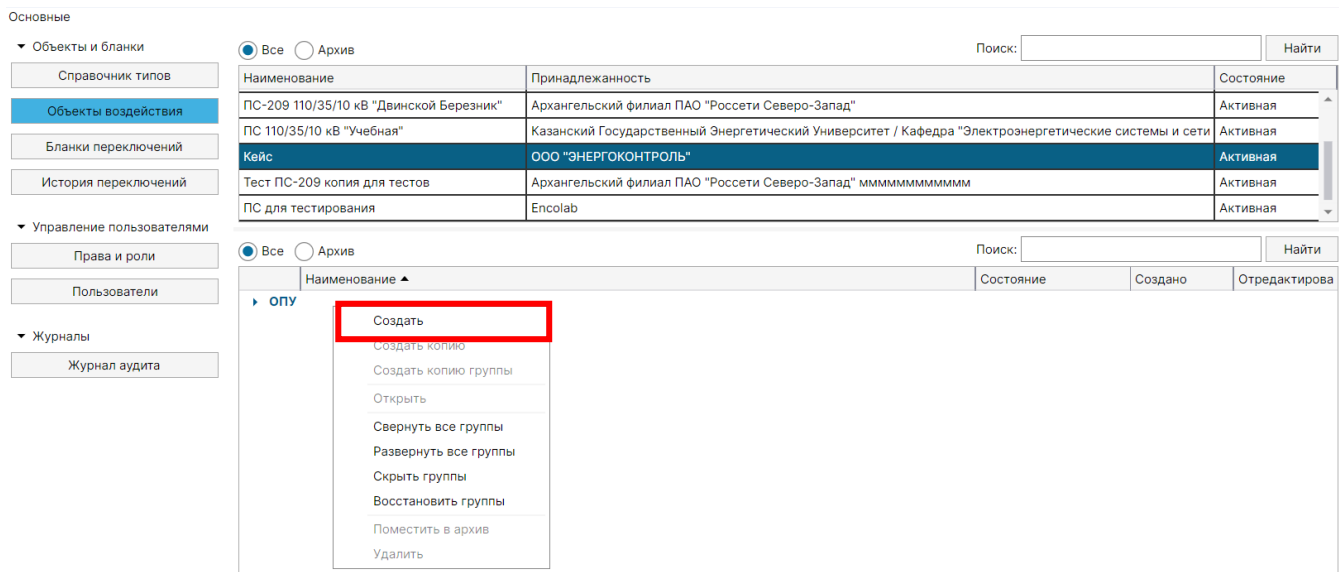 Основные
Объекты и бланки
Справочник типов
Объекты воздействия
Бланки переключений
История переключений
Управление пользователями
Права и роли
Пользователи
Журналы
Журнал аудита
Все Архив Поиск: Найти
Наименование Принадлежность Состояние
ПС-209 110/35/10 кВ "Двинской Березник" Архангельский филиал ПАО "Россети Северо-Запад" Активная
ПС 110/35/10 кВ "Учебная" Казанский Государственный Энергетический Университет / Кафедра "Электроэнергетические системы и сети Активная
Кейс ООО "ЭНЕРГОКОНТРОЛЬ" Активная
Тест ПС-209 копия для тестов Архангельский филиал ПАО "Россети Северо-Запад" мммммммммммм Активная
ПС для тестирования Encolab Активная
Все Архив Поиск: Найти
Наименование Состояние Создано Отредактирова
ОПУ
Создать
Создать копию
Создать копию группы
Открыть
Свернуть все группы
Развернуть все группы
Скрыть группы
Восстановить группы
Поместить в архив
Удалить